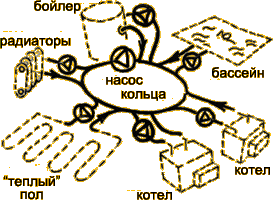 бойлер
радиаторы
бассейн
насос
кольца
котел
"теплый"
пол
котел